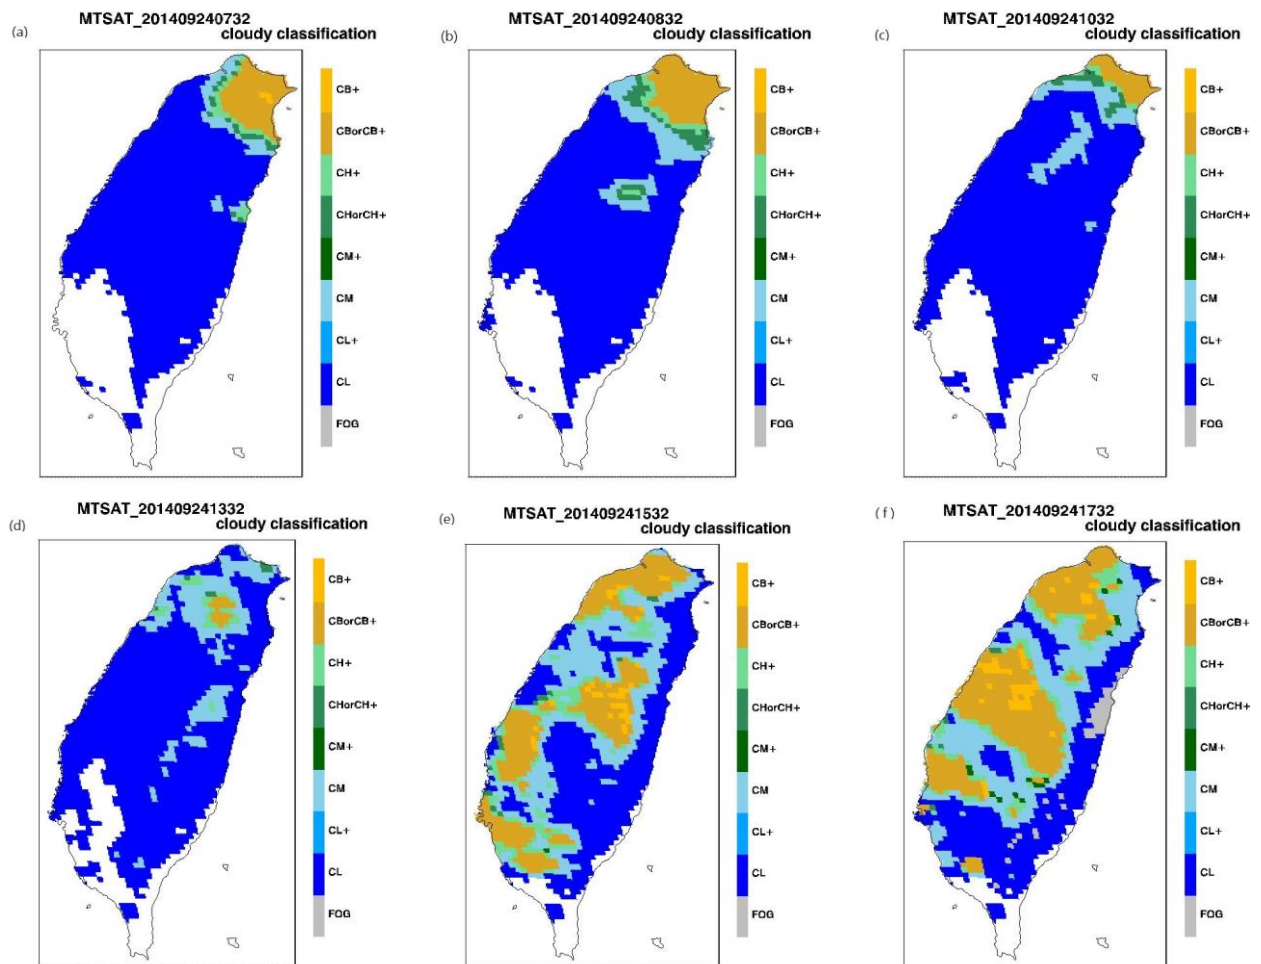 (a)
MTSAT_201409240732
cloudy classification
CB+
CBorCB+
CH+
CHorCH+
CM+
CM
CL+
CL
FOG
(b)
MTSAT_201409240832
cloudy classification
CB+
CBorCB+
CH+
CHorCH+
CM+
CM
CL+
CL
FOG
(c)
MTSAT_201409241032
cloudy classification
CB+
CBorCB+
CH+
CHorCH+
CM+
CM
CL+
CL
FOG
(d)
MTSAT_201409241332
cloudy classification
CB+
CBorCB+
CH+
CHorCH+
CM+
CM
CL+
CL
FOG
(e)
MTSAT_201409241532
cloudy classification
CB+
CBorCB+
CH+
CHorCH+
CM+
CM
CL+
CL
FOG
(f)
MTSAT_201409241732
cloudy classification
CB+
CBorCB+
CH+
CHorCH+
CM+
CM
CL+
CL
FOG